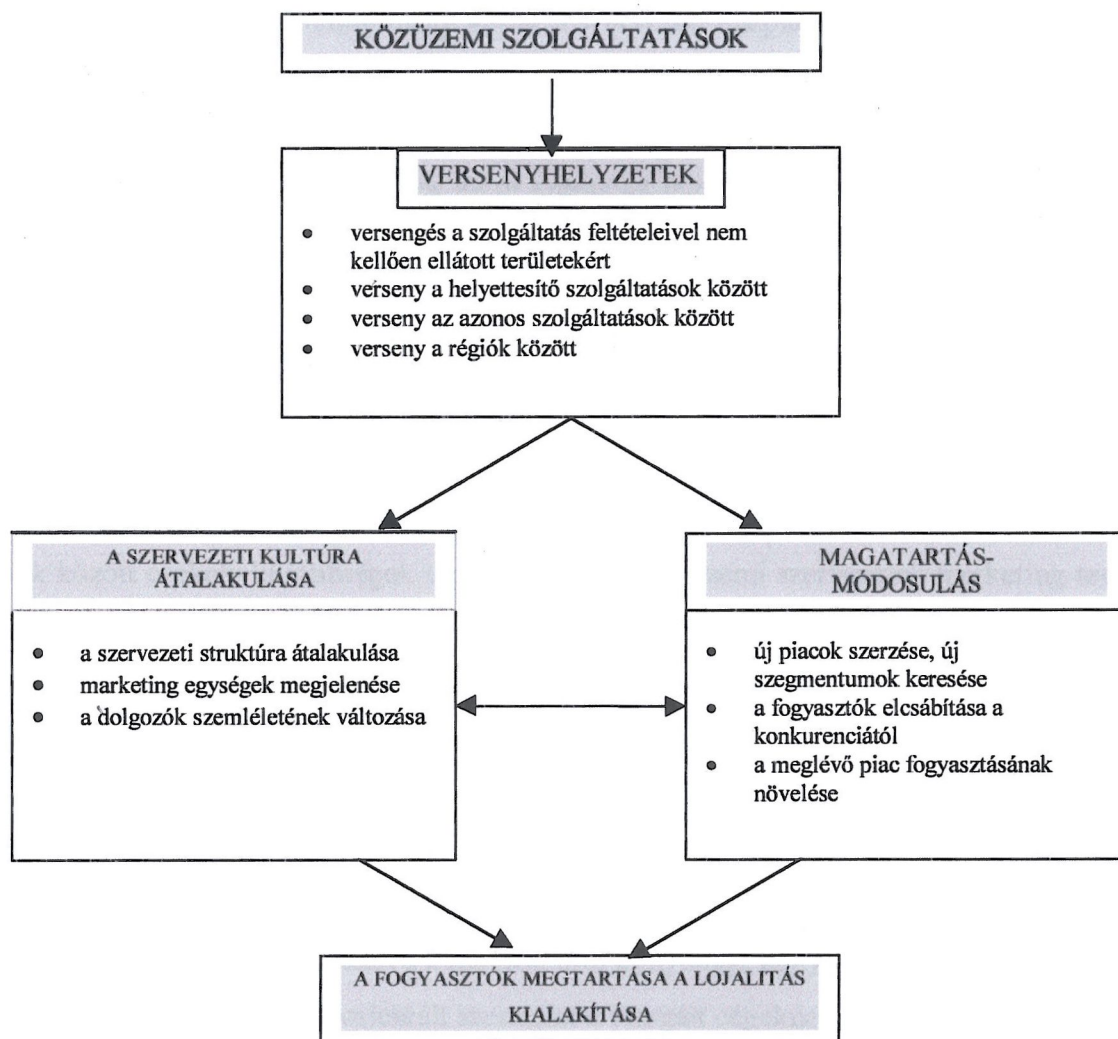 KÖZÜZEMI SZOLGÁLTATÁSOK
VERSENYHELYZETEK
• versengés a szolgáltatás feltételeivel nem
kellően ellátott területekért
• verseny a helyettesítő szolgáltatások között
• verseny az azonos szolgáltatások között
• verseny a régiók között
A SZERVEZETI KULTÚRA
ÁTALAKULÁSA
• a szervezeti struktúra átalakulása
• marketing egységek megjelenése
• a dolgozók szemléletének változása
MAGATARTÁS-
MÓDOSULÁS
• új piacok szerzése, új
szegmentumok keresése
• a fogyasztók elcsábítása a
konkurenciától
• a meglévő piac fogyasztásának
növelése
A FOGYASZTÓK MEGTARTÁSA A LOJALITÁS
KIALAKÍTÁSA